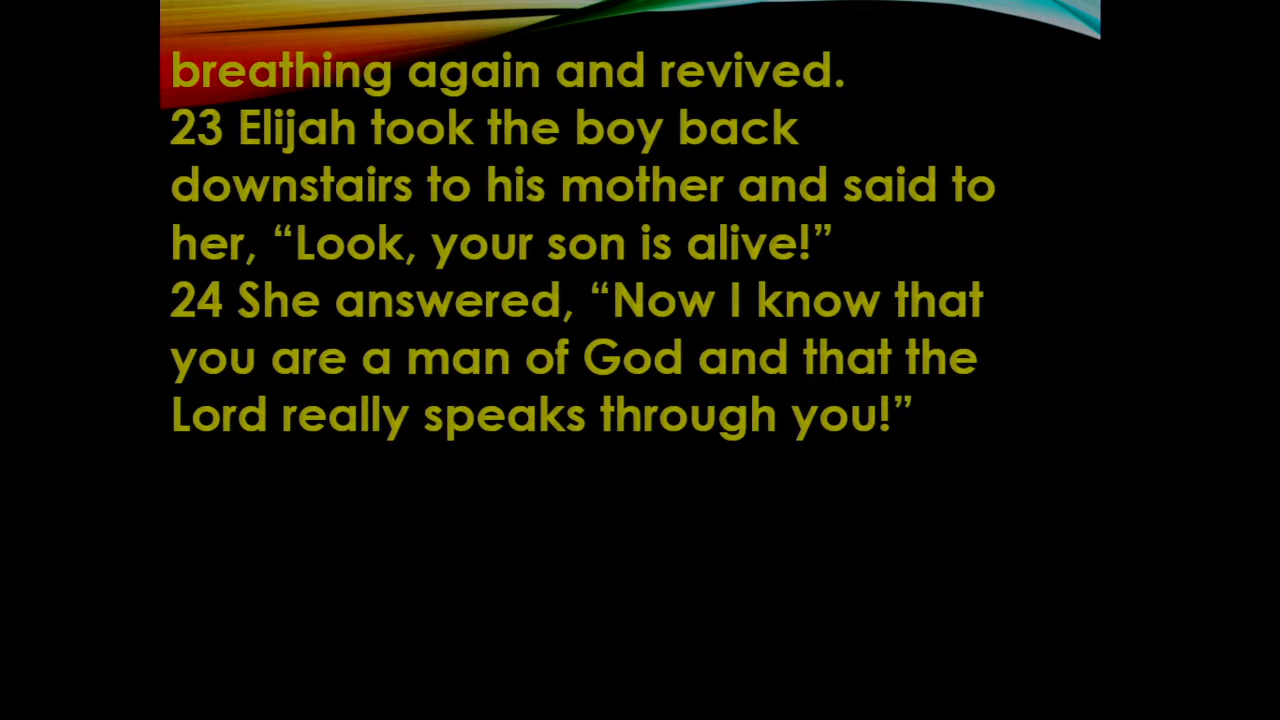 breathing again and revived.
23 Elijah took the boy back
downstairs to his mother and said to
her, “Look, your son is alive!”
24 She answered, “Now I know that
you are a man of God and that the
Lord really speaks through you!”